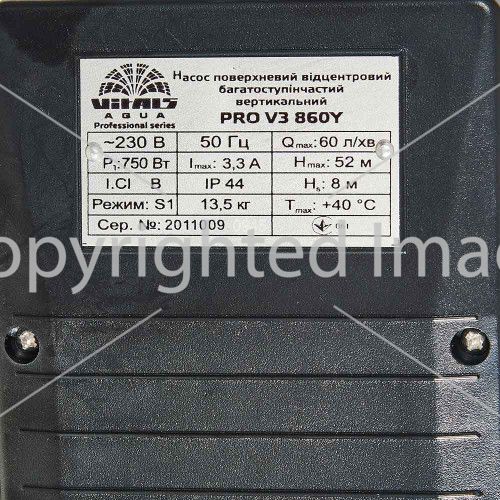 Vitals
AQUA
Professional series
Насос поверхневий відцентровий
багатоступінчастий
вертикальний
PRO V3 860Y
~230 В 50 Гц Qmax: 60 л/хв
P1: 750 Вт Imax: 3,3 А Hmax: 52 м
I.Cl B IP 44 Hs: 8 м
Режим: S1 13,5 кг Tmax: +40 °C
Сер. №: 2011009
opyrighted Imag